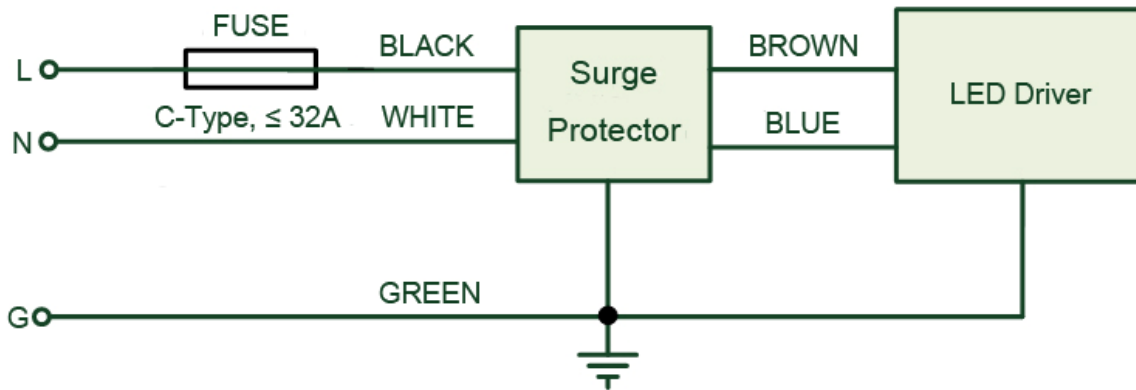 FUSE
L
BLACK
BROWN
C-Type, ≤ 32A
N
WHITE
BLUE
Surge
Protector
LED Driver
G
GREEN